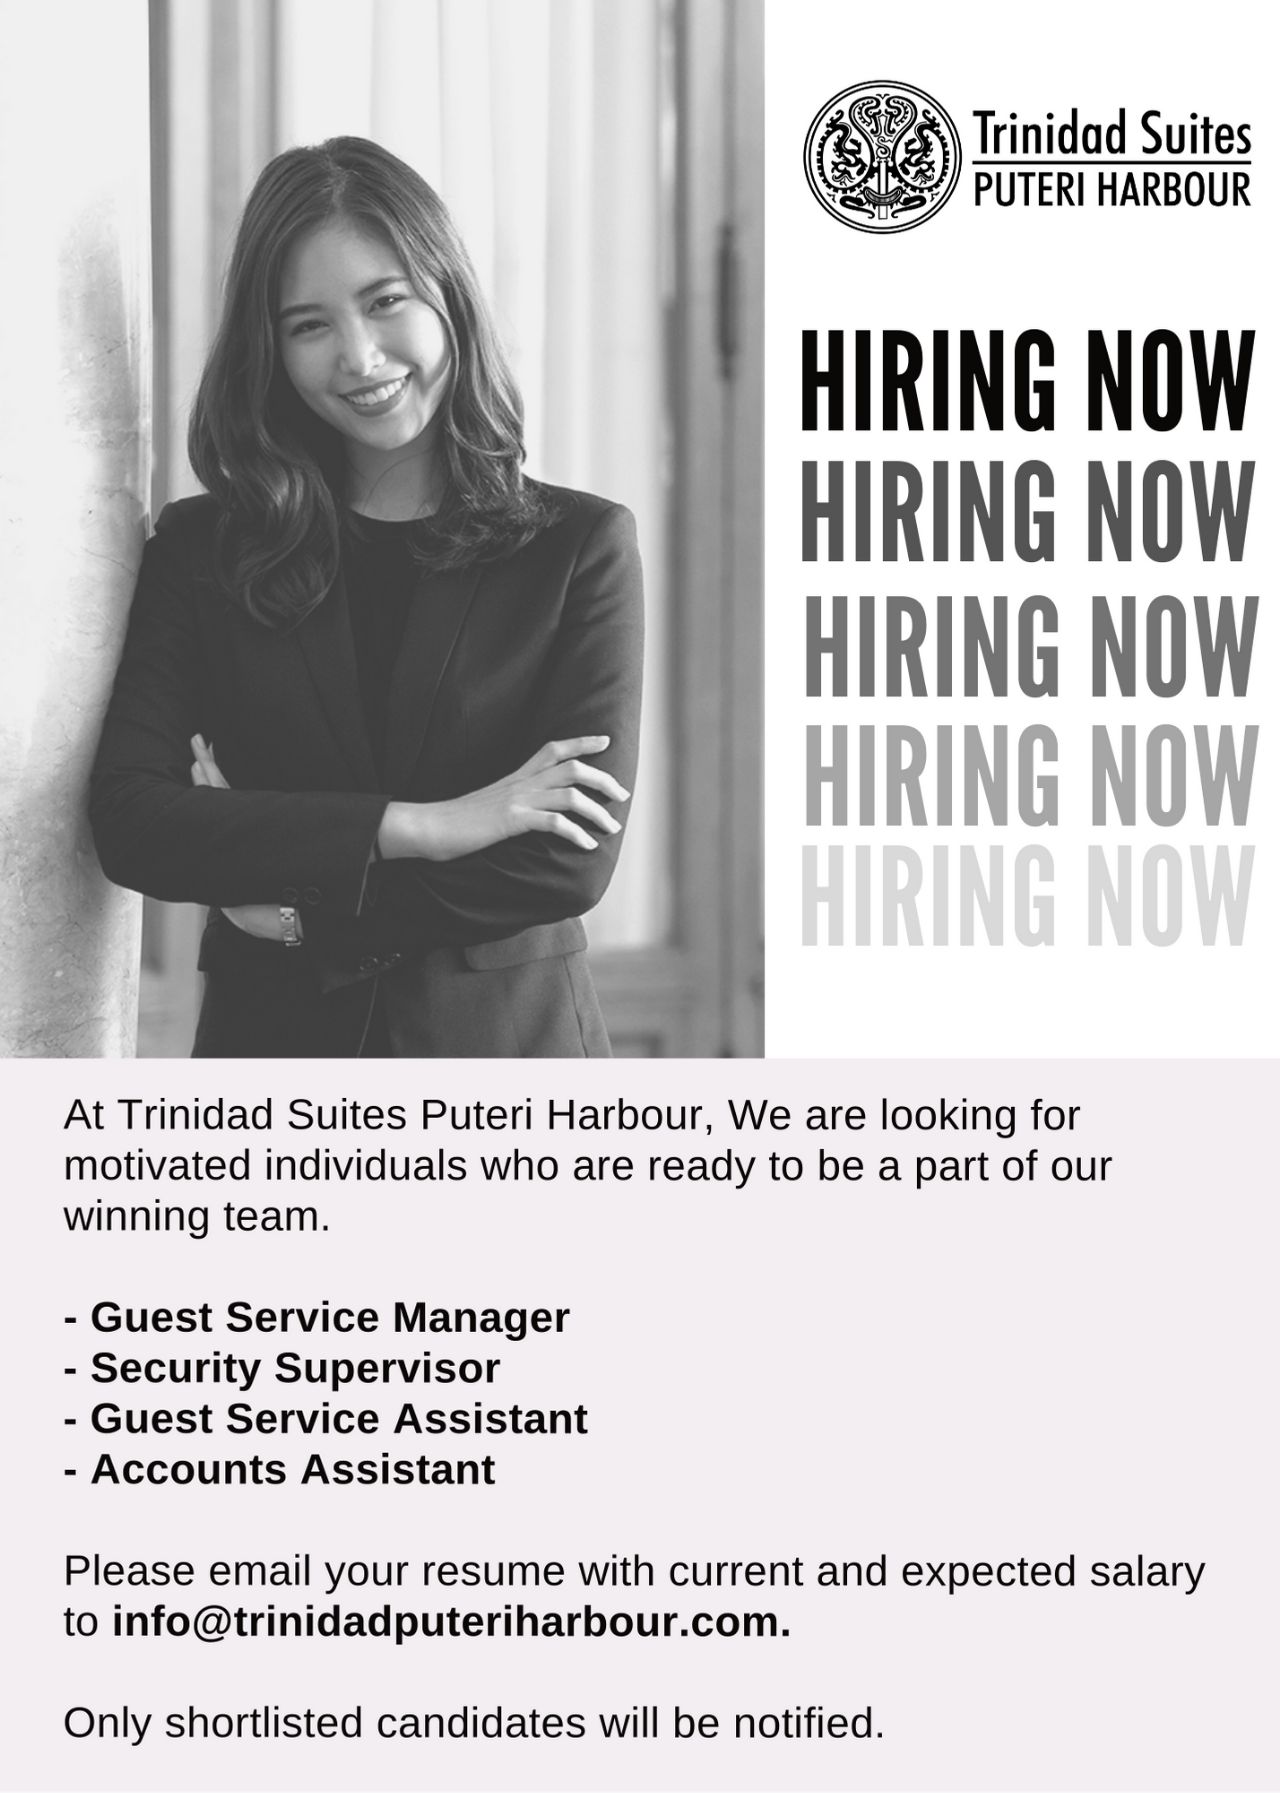 Trinidad Suites
PUTERI HARBOUR
HIRING NOW
HIRING NOW
HIRING NOW
HIRING NOW
HIRING NOW
At Trinidad Suites Puteri Harbour, We are looking for
motivated individuals who are ready to be a part of our
winning team.
- Guest Service Manager
- Security Supervisor
- Guest Service Assistant
- Accounts Assistant
Please email your resume with current and expected salary
to info@trinidadputeriharbour.com.
Only shortlisted candidates will be notified.